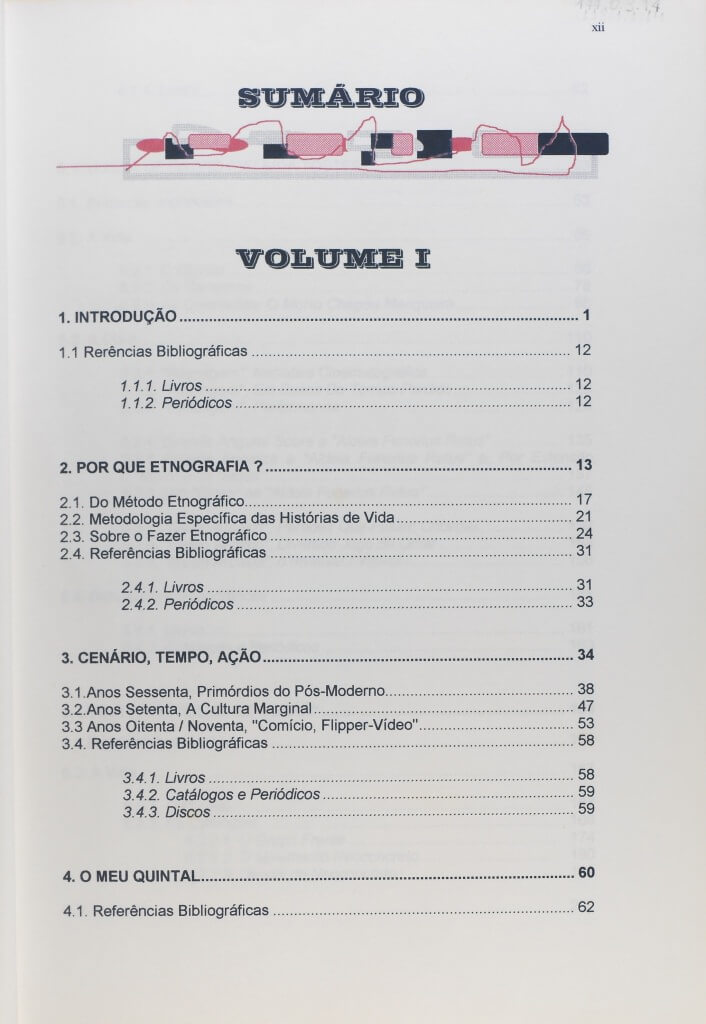 xii
SUMÁRIO
VOLUME I
1. INTRODUÇÃO 1
1.1 Rerências Bibliográficas 12
1.1.1. Livros 12
1.1.2. Periódicos 12
2. POR QUE ETNOGRAFIA ? 13
2.1. Do Método Etnográfico 17
2.2. Metodologia Específica das Histórias de Vida 21
2.3. Sobre o Fazer Etnográfico 24
2.4. Referências Bibliográficas 31
2.4.1. Livros 31
2.4.2. Periódicos 33
3. CENÁRIO, TEMPO, AÇÃO 34
3.1.Anos Sessenta, Primórdios do Pós-Moderno 38
3.2.Anos Setenta, A Cultura Marginal 47
3.3 Anos Oitenta / Noventa, "Comício, Flipper-Vídeo" 53
3.4. Referências Bibliográficas 58
3.4.1. Livros 58
3.4.2. Catálogos e Periódicos 59
3.4.3. Discos 59
4. O MEU QUINTAL 60
4.1. Referências Bibliográficas 62